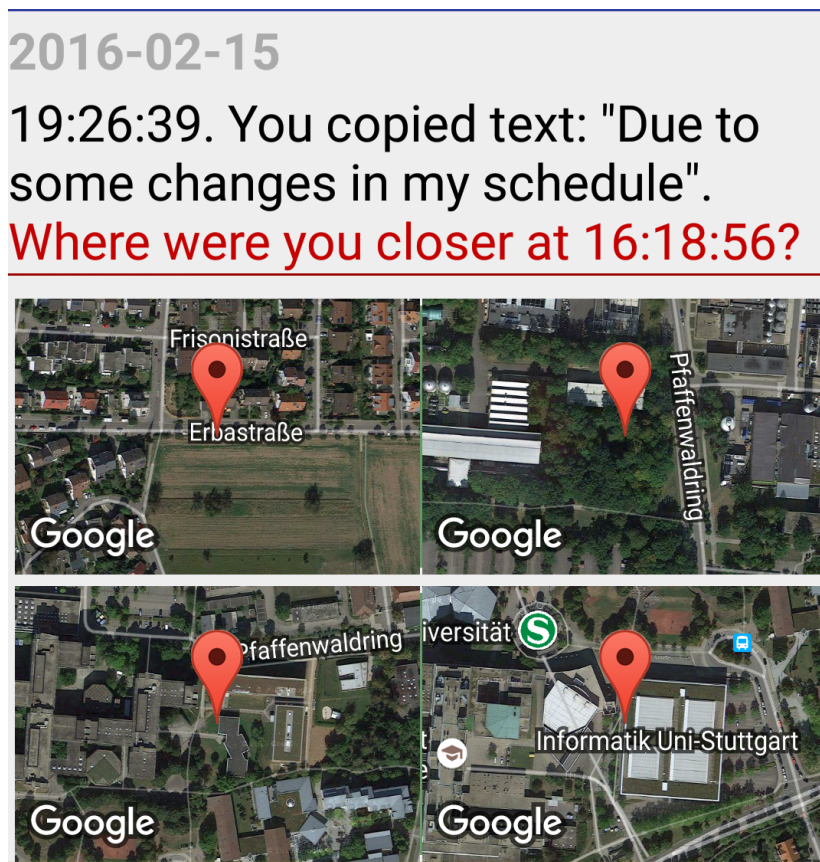 2016-02-15
19:26:39. You copied text: "Due to
some changes in my schedule".
Where were you closer at 16:18:56?
Frisonistraße
Erbastraße
Google
Pfaffenwaldring
Google
Pfaffenwaldring
Google
iversität S
Informatik Uni-Stuttgart
Google